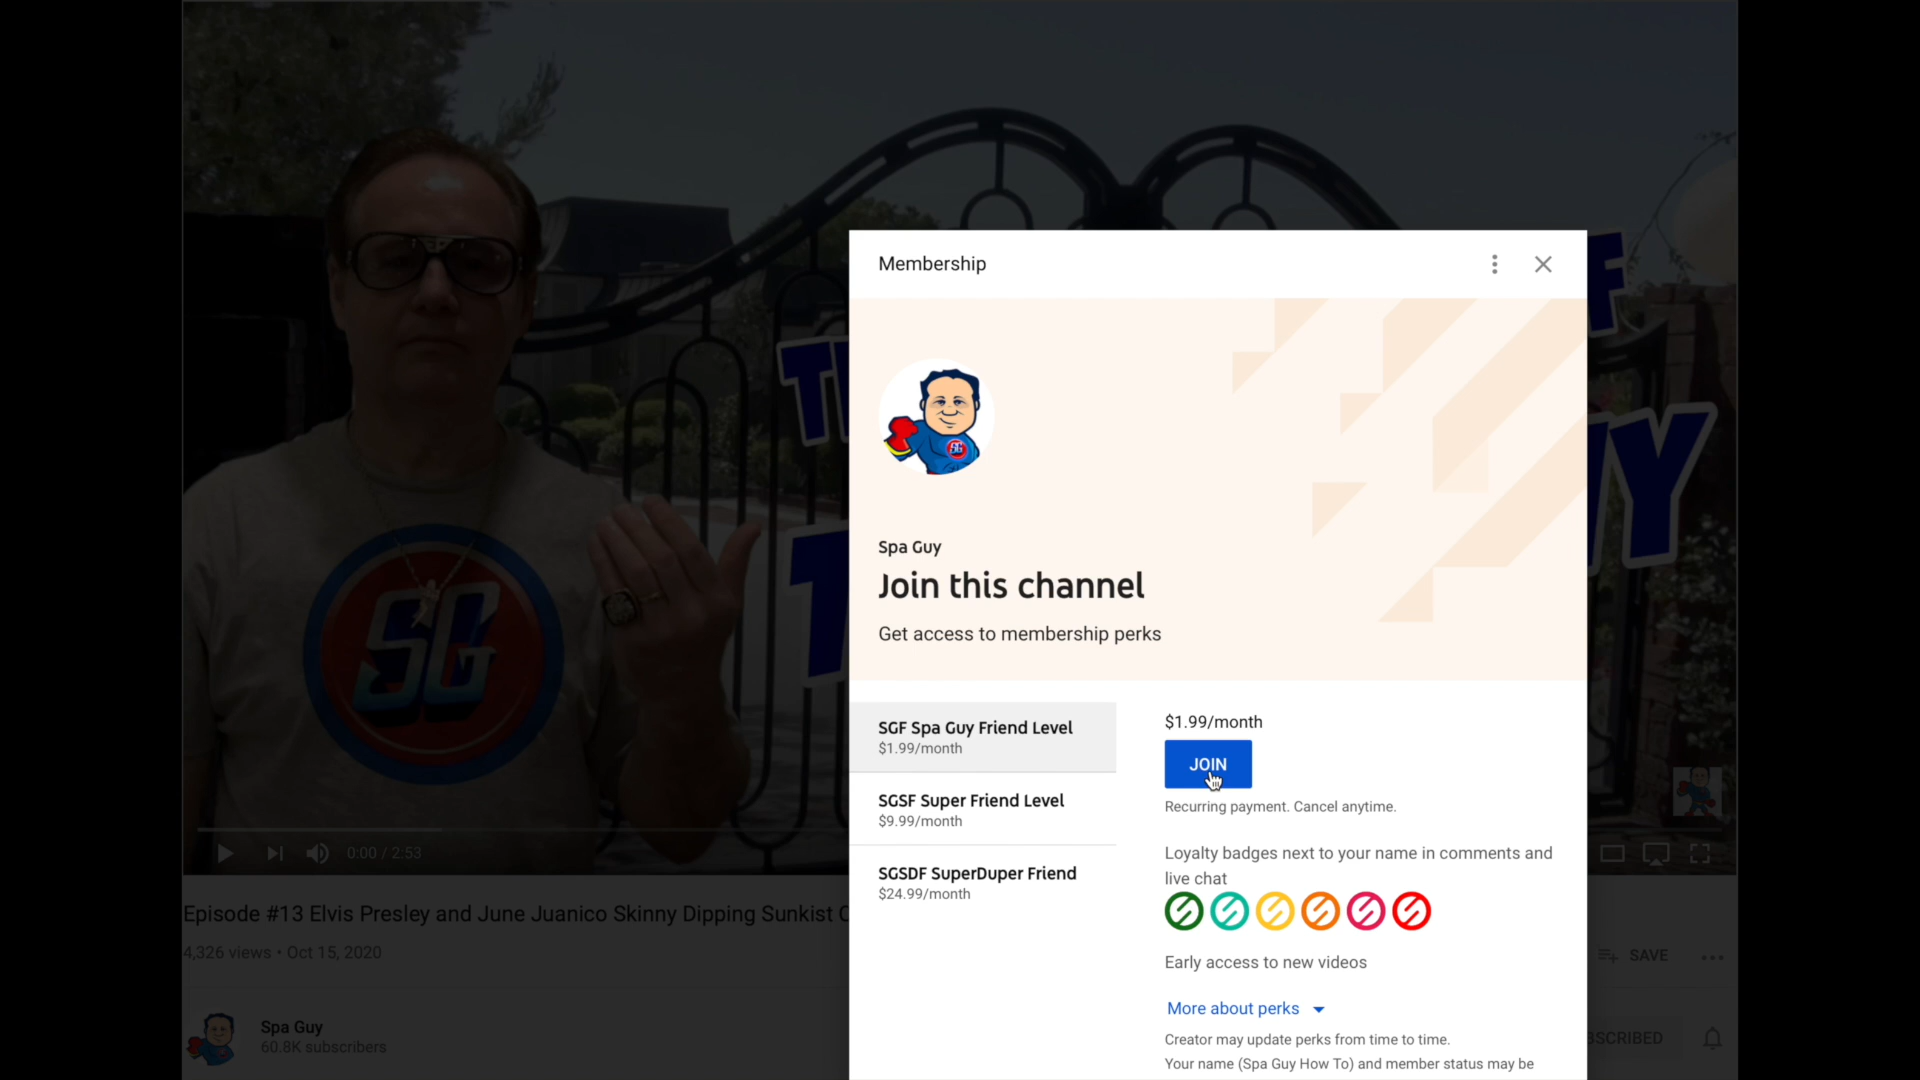 Membership
Spa Guy
Join this channel
Get access to membership perks
SGF Spa Guy Friend Level
$1.99/month
SGSF Super Friend Level
$9.99/month
SGSDF SuperDuper Friend
$24.99/month
$1.99/month
JOIN
Recurring payment. Cancel anytime.
Loyalty badges next to your name in comments and
live chat
Early access to new videos
More about perks
Creator may update perks from time to time.
Your name (Spa Guy How To) and member status may be
SG
SG
0:00 / 2:53
Episode #13 Elvis Presley and June Juanico Skinny Dipping Sunkist
4,326 views • Oct 15, 2020
SAVE
Spa Guy
60.8K subscribers